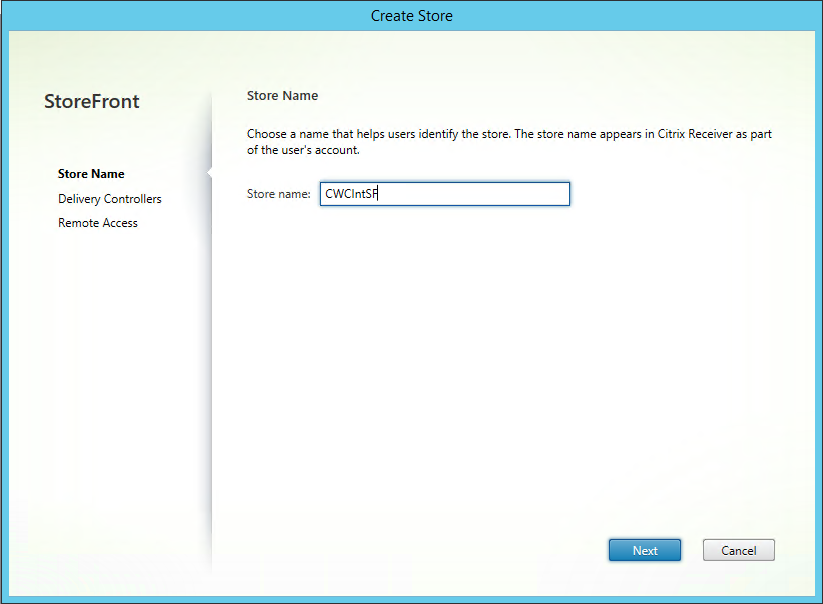 Create Store
StoreFront
Store Name
Delivery Controllers
Remote Access
Store Name
Choose a name that helps users identify the store. The store name appears in Citrix Receiver as part
of the user's account.
Store name: CWCIntSF
Next Cancel